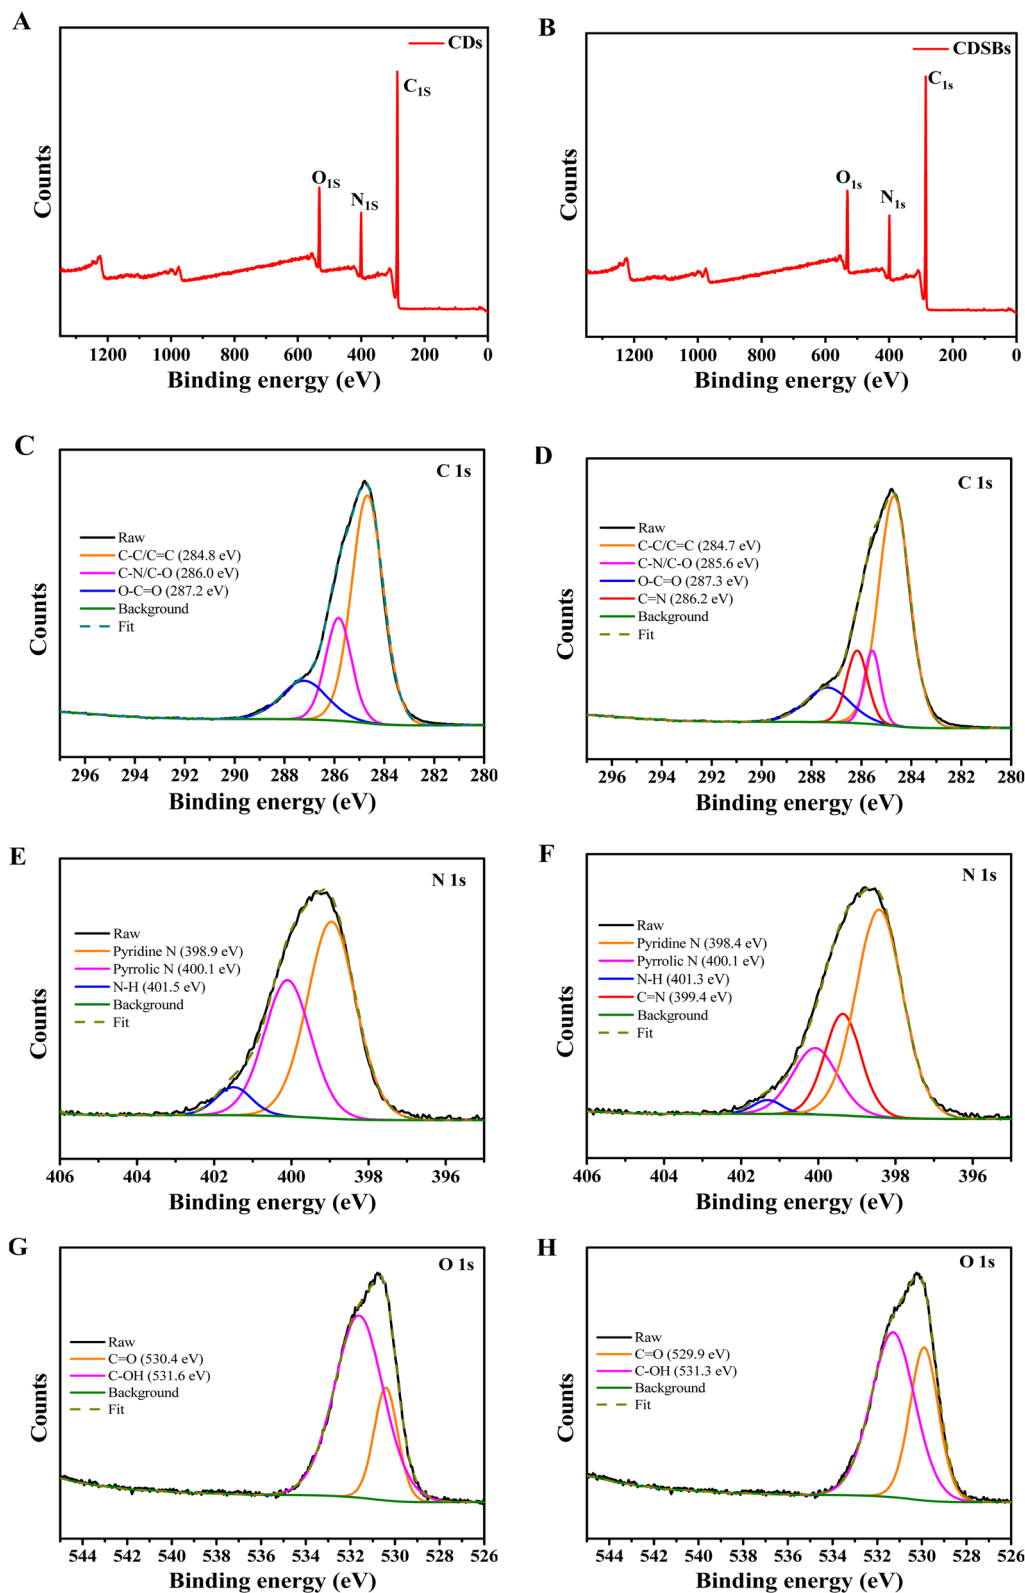 A
CDs
C1S
O1S
N1S
Counts
1200 1000 800 600 400 200 0
Binding energy (eV)
B
CDSBs
C1s
O1s
N1s
Counts
1200 1000 800 600 400 200 0
Binding energy (eV)
C
C 1s
Raw
C-C/C=C (284.8 eV)
C-N/C-O (286.0 eV)
O-C=O (287.2 eV)
Background
Fit
Counts
296 294 292 290 288 286 284 282 280
Binding energy (eV)
D
C 1s
Raw
C-C/C=C (284.7 eV)
C-N/C-O (285.6 eV)
O-C=O (287.3 eV)
C=N (286.2 eV)
Background
Fit
Counts
296 294 292 290 288 286 284 282 280
Binding energy (eV)
E
N 1s
Raw
Pyridine N (398.9 eV)
Pyrrolic N (400.1 eV)
N-H (401.5 eV)
Background
Fit
Counts
406 404 402 400 398 396
Binding energy (eV)
F
N 1s
Raw
Pyridine N (398.4 eV)
Pyrrolic N (400.1 eV)
N-H (401.3 eV)
C=N (399.4 eV)
Background
Fit
Counts
406 404 402 400 398 396
Binding energy (eV)
G
O 1s
Raw
C=O (530.4 eV)
C-OH (531.6 eV)
Background
Fit
Counts
544 542 540 538 536 534 532 530 528 526
Binding energy (eV)
H
O 1s
Raw
C=O (529.9 eV)
C-OH (531.3 eV)
Background
Fit
Counts
544 542 540 538 536 534 532 530 528 526
Binding energy (eV)